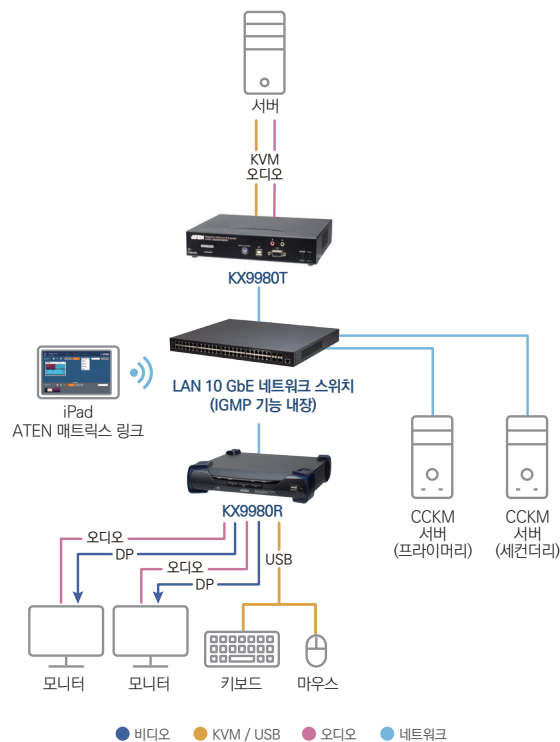 서버
KVM
오디오
ATEN
KX9980T
LAN 10 GbE 네트워크 스위치
(IGMP 기능 내장)
iPad
ATEN 매트릭스 링크
KX9980R
CCKM
서버
(프라이머리)
CCKM
서버
(세컨더리)
오디오
DP
USB
오디오
DP
모니터
모니터
키보드
마우스
비디오
KVM / USB
오디오
네트워크